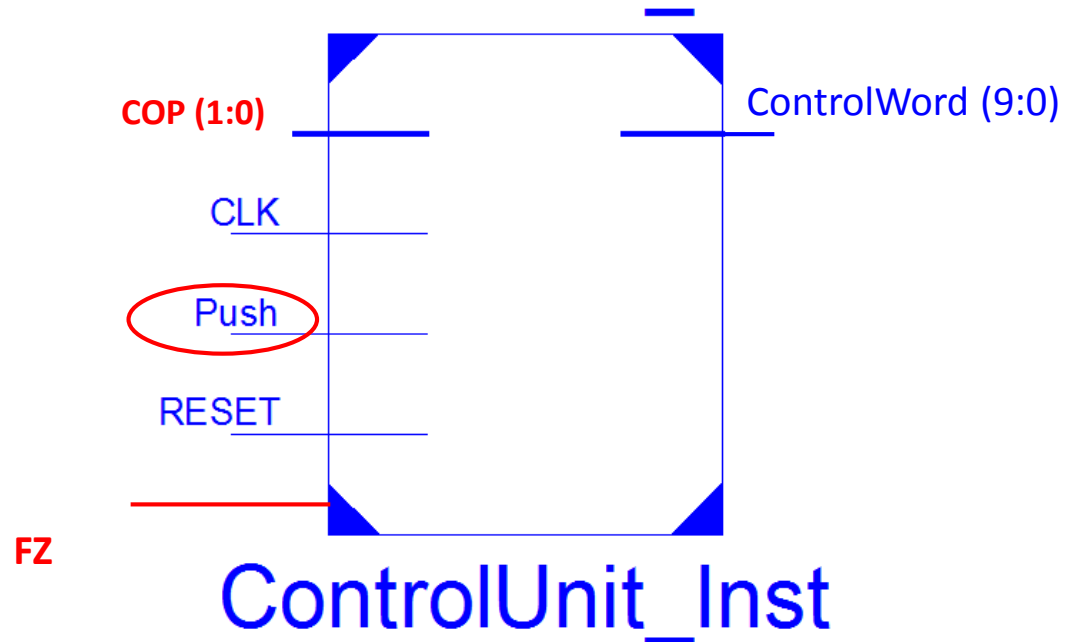 COP (1:0)
ControlWord (9:0)
CLK
Push
RESET
FZ
ControlUnit_Inst